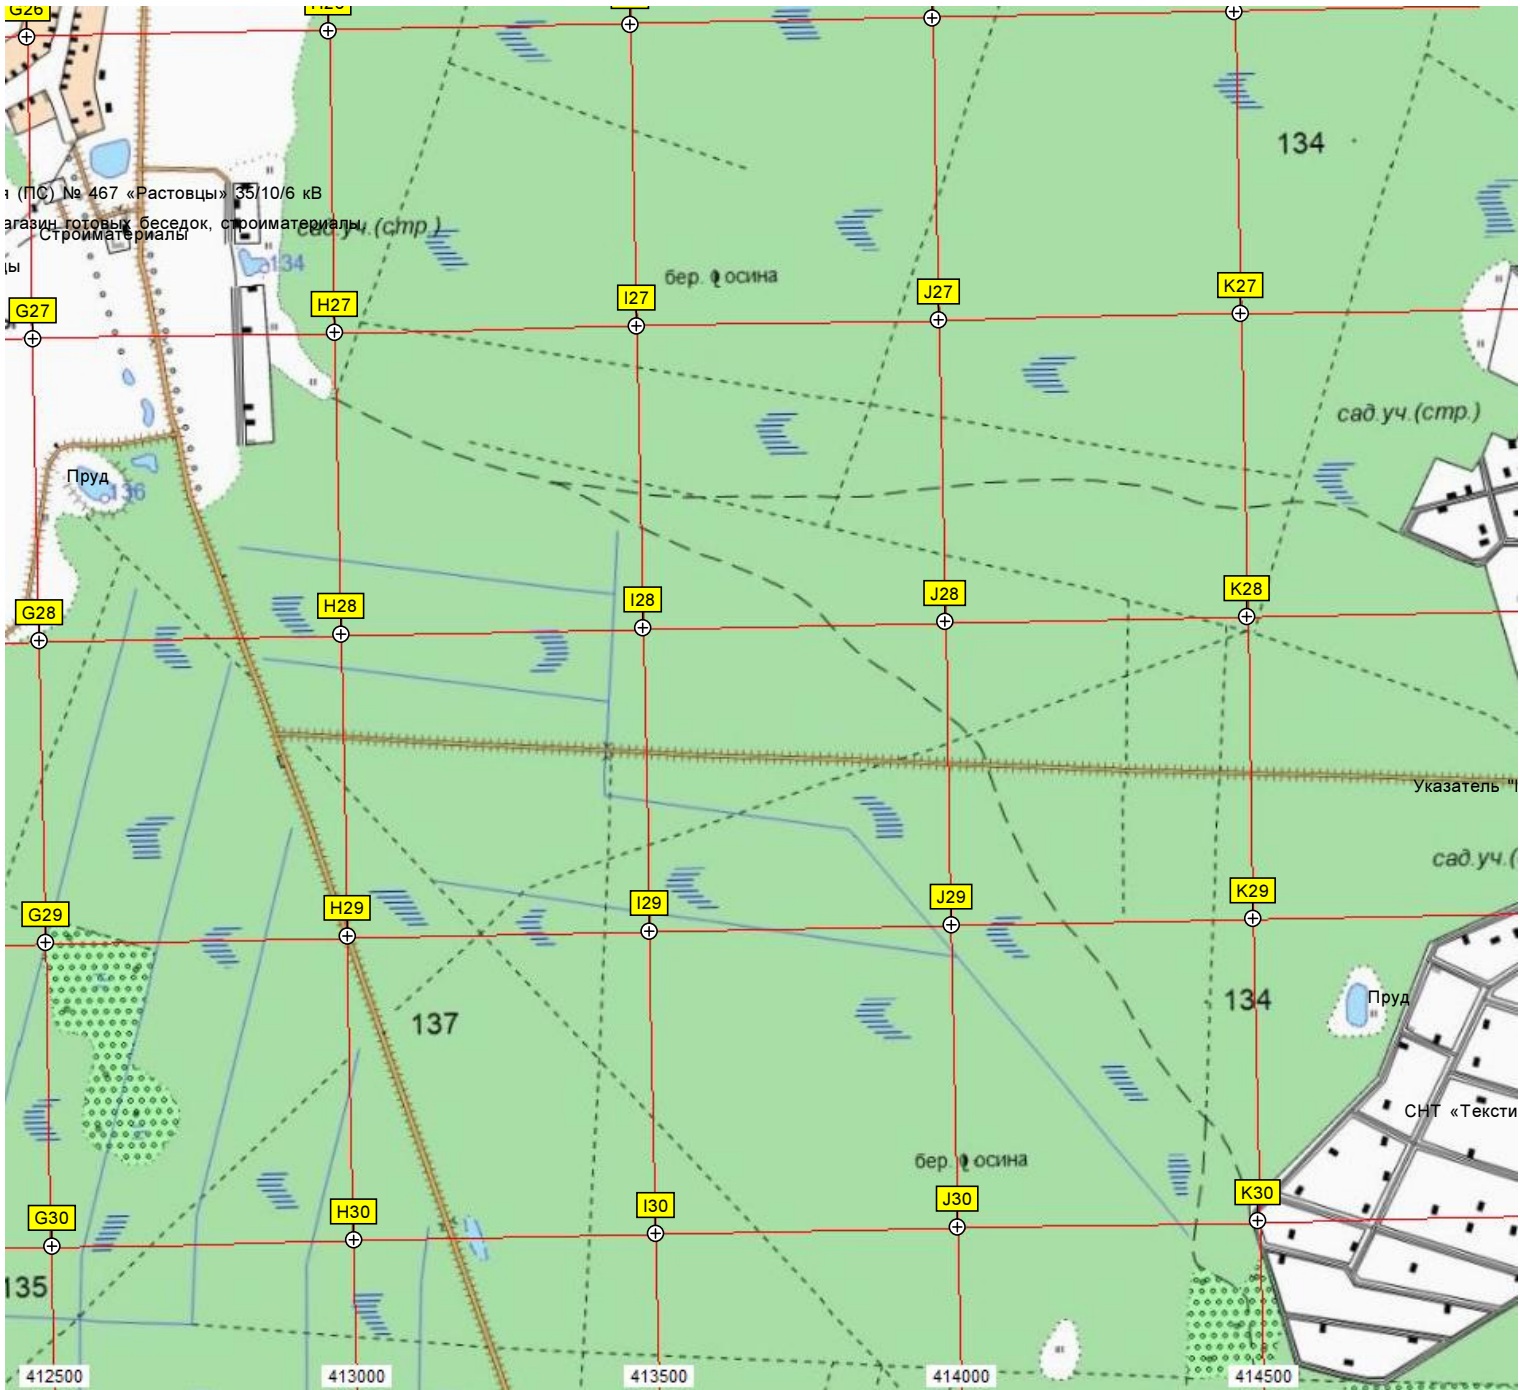 G26
134
(ПС) № 467 «Растовцы» 35/10/6 кВ
агазин готовых беседок, стройматериалы
Стройматериалы
сад.уч.(стр.)
цы
134
бер. осина
G27
H27
I27
J27
K27
сад.уч.(стр.)
Пруд
136
G28
H28
I28
J28
K28
Указатель
сад.уч.(
G29
H29
I29
J29
K29
137
134
Пруд
СНТ «Тексти
бер. осина
G30
H30
I30
J30
K30
135
412500
413000
413500
414000
414500